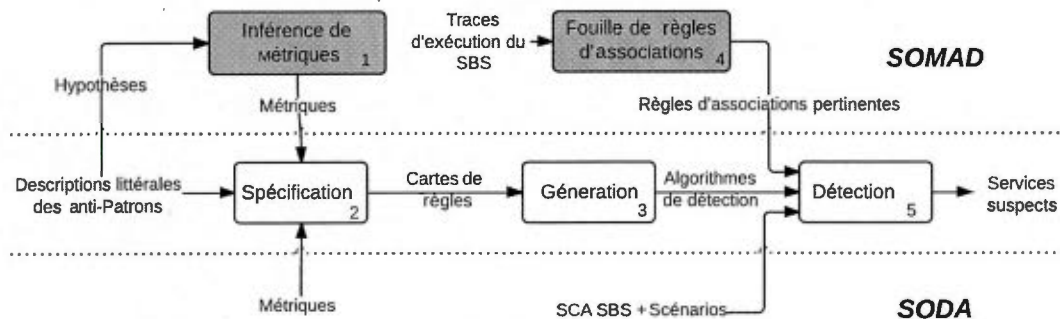 Inférence de
Métriques
1
Traces
d'exécution du
SBS
Fouille de règles
d'associations
4
SOMAD
Hypothèses
Métriques
Règles d'associations pertinentes
Descriptions littérales
des anti-Patrons
Spécification
2
Cartes de
règles
Géneration
3
Algorithmes
de détection
Détection
5
Services
suspects
Métriques
SCA SBS + Scénarios
SODA